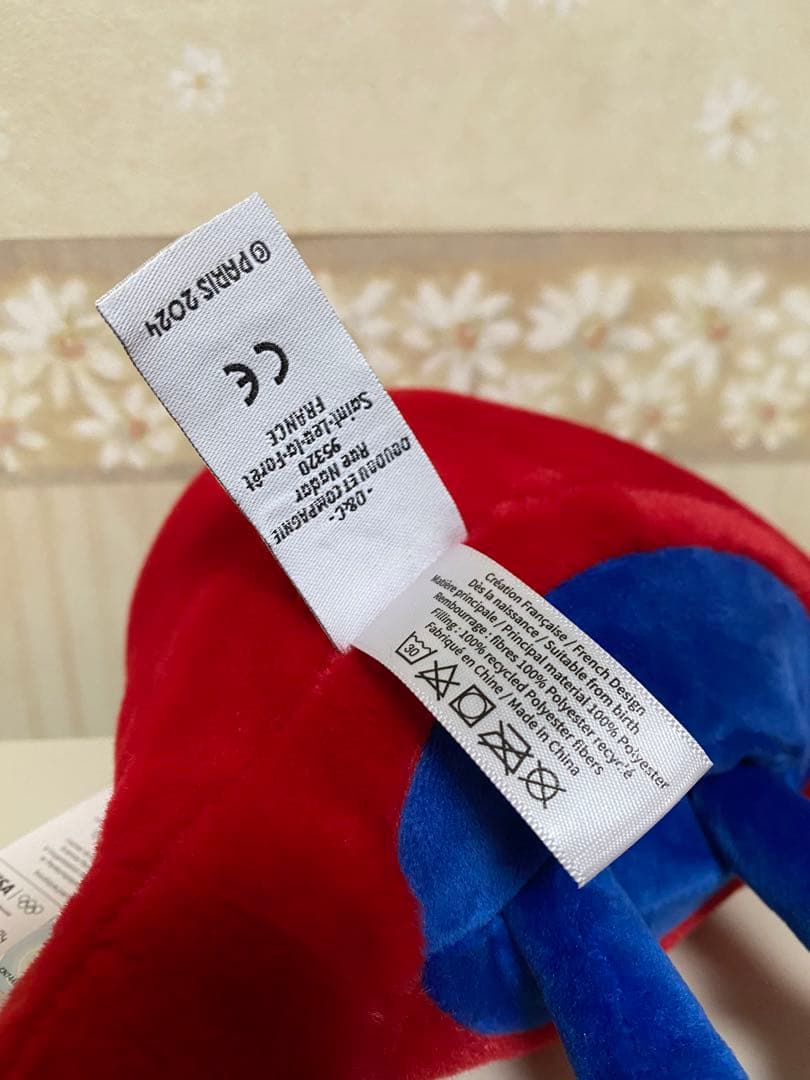 © PARIS 2024
CE
FRANCE
Saint-Leu-la-Forêt
95320
Rue Nadar
DOUDOU ET COMPAGNIE
- D&C -
Création Française / French Design
Dès la naissance / Suitable from birth
Matière principale / Principal material 100% Polyester
Rembourrage : fibres 100% Polyester recyclé
Filling : 100% recycled Polyester fibers
Fabriqué en Chine / Made in China
30